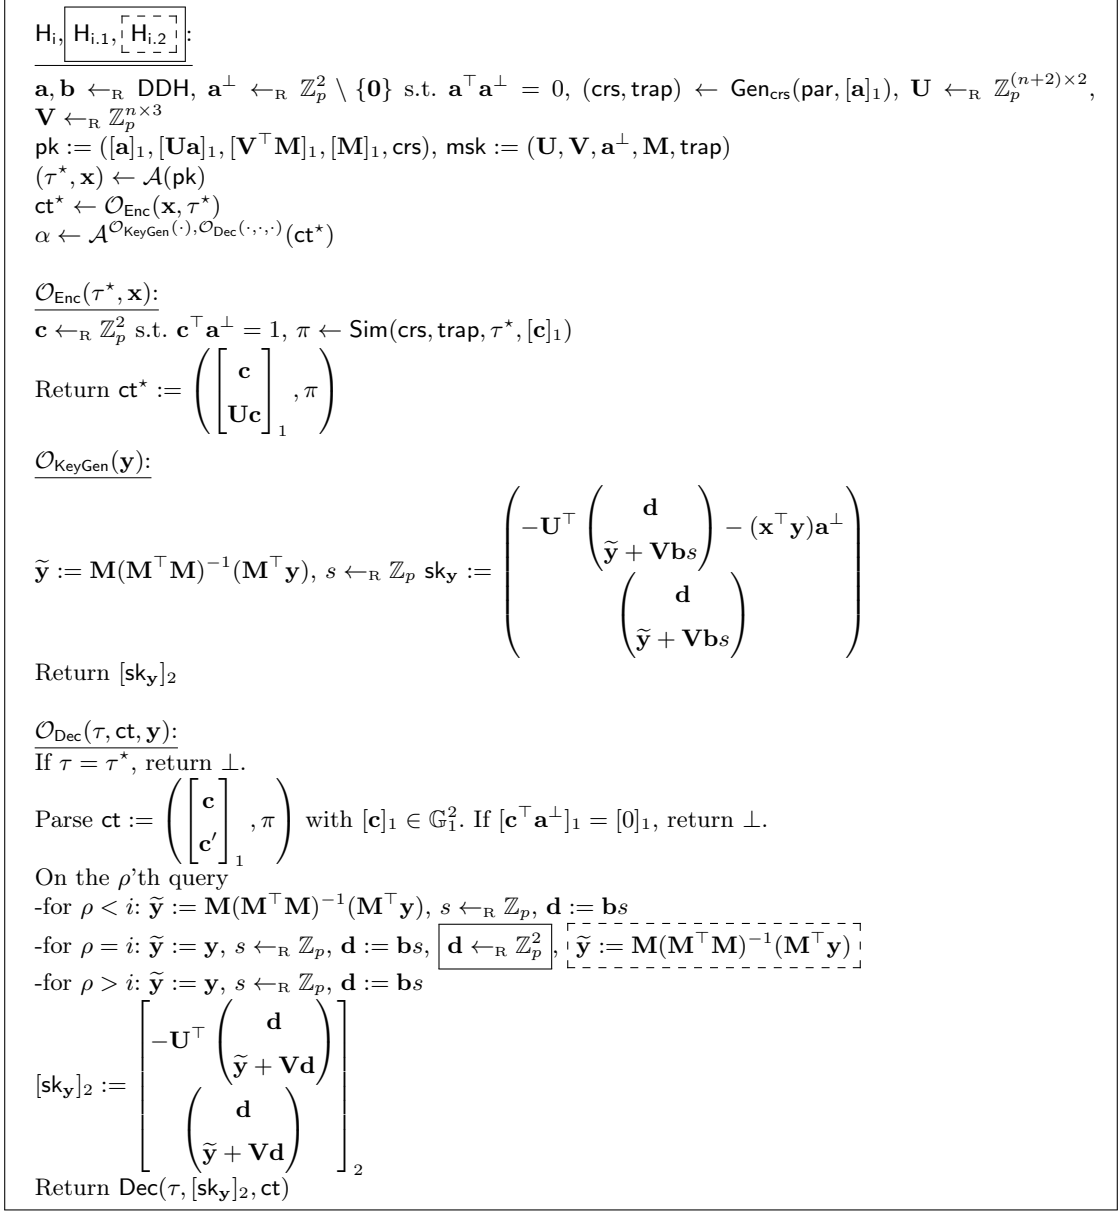 H_i, H_{i.1}, H_{i.2}:
a, b ←_R DDH, a^⊥ ←_R ℤ_p^2 \ {0} s.t. a^⊤a^⊥ = 0, (crs, trap) ← Gen_crs(par, [a]_1), U ←_R ℤ_p^{(n+2)×2},
V ←_R ℤ_p^{n×3}
pk := ([a]_1, [Ua]_1, [V^⊤M]_1, [M]_1, crs), msk := (U, V, a^⊥, M, trap)
(τ^⋆, x) ← 𝒜(pk)
ct^⋆ ← 𝒪_Enc(x, τ^⋆)
α ← 𝒜^{𝒪_KeyGen(·),𝒪_Dec(·,·,·)}(ct^⋆)
𝒪_Enc(τ^⋆, x):
c ←_R ℤ_p^2 s.t. c^⊤a^⊥ = 1, π ← Sim(crs, trap, τ^⋆, [c]_1)
Return ct^⋆ := ( [ c ; Uc ]_1, π )
𝒪_KeyGen(y):
ỹ := M(M^⊤M)^{-1}(M^⊤y), s ←_R ℤ_p sk_y := ( −U^⊤ ( d ; ỹ + Vbs ) − (x^⊤y)a^⊥ ; ( d ; ỹ + Vbs ) )
Return [sk_y]_2
𝒪_Dec(τ, ct, y):
If τ = τ^⋆, return ⊥.
Parse ct := ( [ c ; c′ ]_1, π ) with [c]_1 ∈ 𝔾_1^2. If [c^⊤a^⊥]_1 = [0]_1, return ⊥.
On the ρ'th query
-for ρ < i: ỹ := M(M^⊤M)^{-1}(M^⊤y), s ←_R ℤ_p, d := bs
-for ρ = i: ỹ := y, s ←_R ℤ_p, d := bs, d ←_R ℤ_p^2, ỹ := M(M^⊤M)^{-1}(M^⊤y)
-for ρ > i: ỹ := y, s ←_R ℤ_p, d := bs
[sk_y]_2 := [ −U^⊤ ( d ; ỹ + Vd ) ; ( d ; ỹ + Vd ) ]_2
Return Dec(τ, [sk_y]_2, ct)